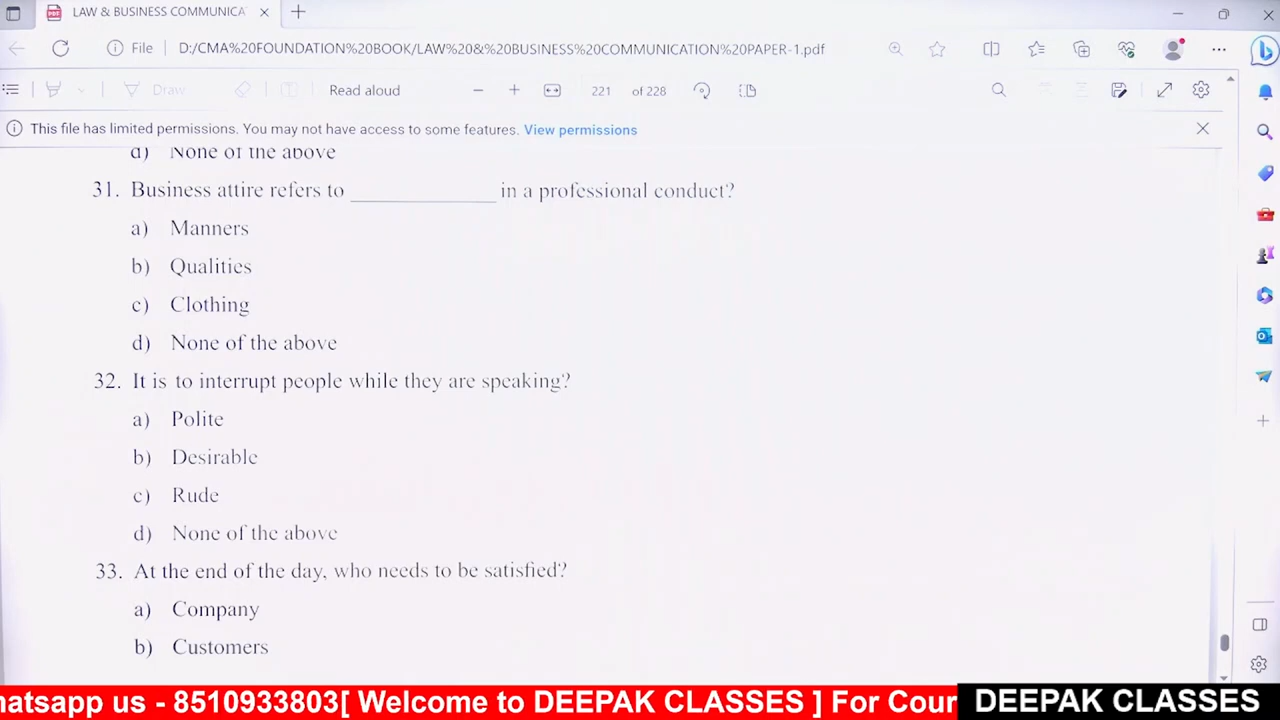 LAW & BUSINESS COMMUNICA
File
D:/CMA%20FOUNDATION%20BOOK/LAW%20&%20BUSINESS%20COMMUNICATION%20PAPER-1.pdf
Draw
Read aloud
221 of 228
This file has limited permissions. You may not have access to some features. View permissions
d) None of the above
31. Business attire refers to ____________ in a professional conduct?
a) Manners
b) Qualities
c) Clothing
d) None of the above
32. It is to interrupt people while they are speaking?
a) Polite
b) Desirable
c) Rude
d) None of the above
33. At the end of the day, who needs to be satisfied?
a) Company
b) Customers
hatsapp us - 8510933803[ Welcome to DEEPAK CLASSES ] For Cour
DEEPAK CLASSES